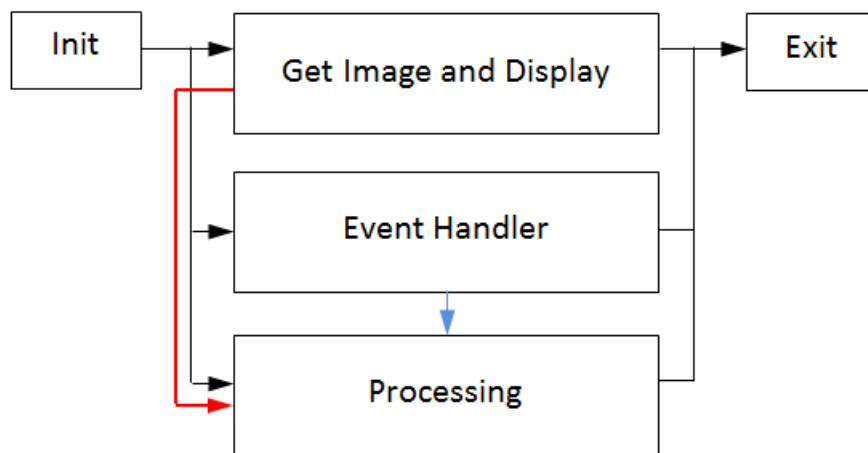 Init
Get Image and Display
Exit
Event Handler
Processing